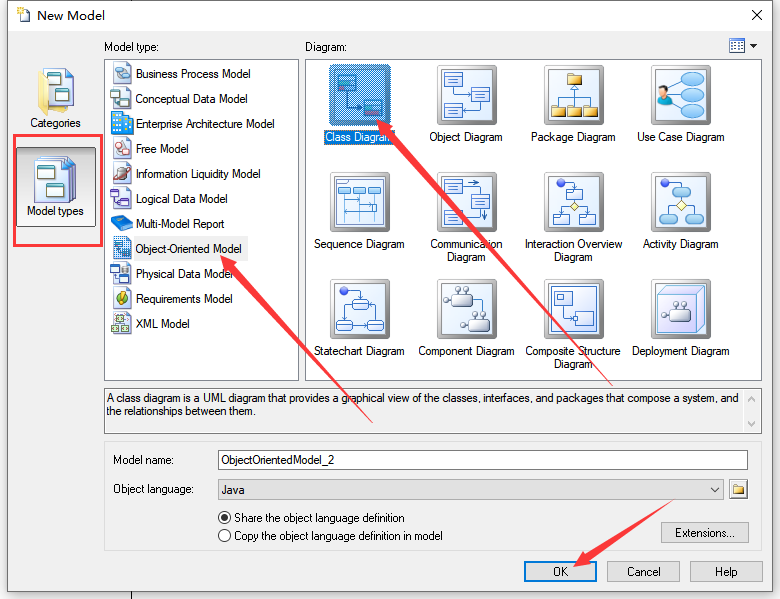 New Model
Model type:
Diagram:
Categories
Model types
Business Process Model
Conceptual Data Model
Enterprise Architecture Model
Free Model
Information Liquidity Model
Logical Data Model
Multi-Model Report
Object-Oriented Model
Physical Data Model
Requirements Model
XML Model
Class Diagram
Object Diagram
Package Diagram
Use Case Diagram
Sequence Diagram
Communication
Diagram
Interaction Overview
Diagram
Activity Diagram
Statechart Diagram
Component Diagram
Composite Structure
Diagram
Deployment Diagram
A class diagram is a UML diagram that provides a graphical view of the classes, interfaces, and packages that compose a system, and
the relationships between them.
Model name:
ObjectOrientedModel_2
Object language:
Java
Share the object language definition
Copy the object language definition in model
Extensions...
OK
Cancel
Help